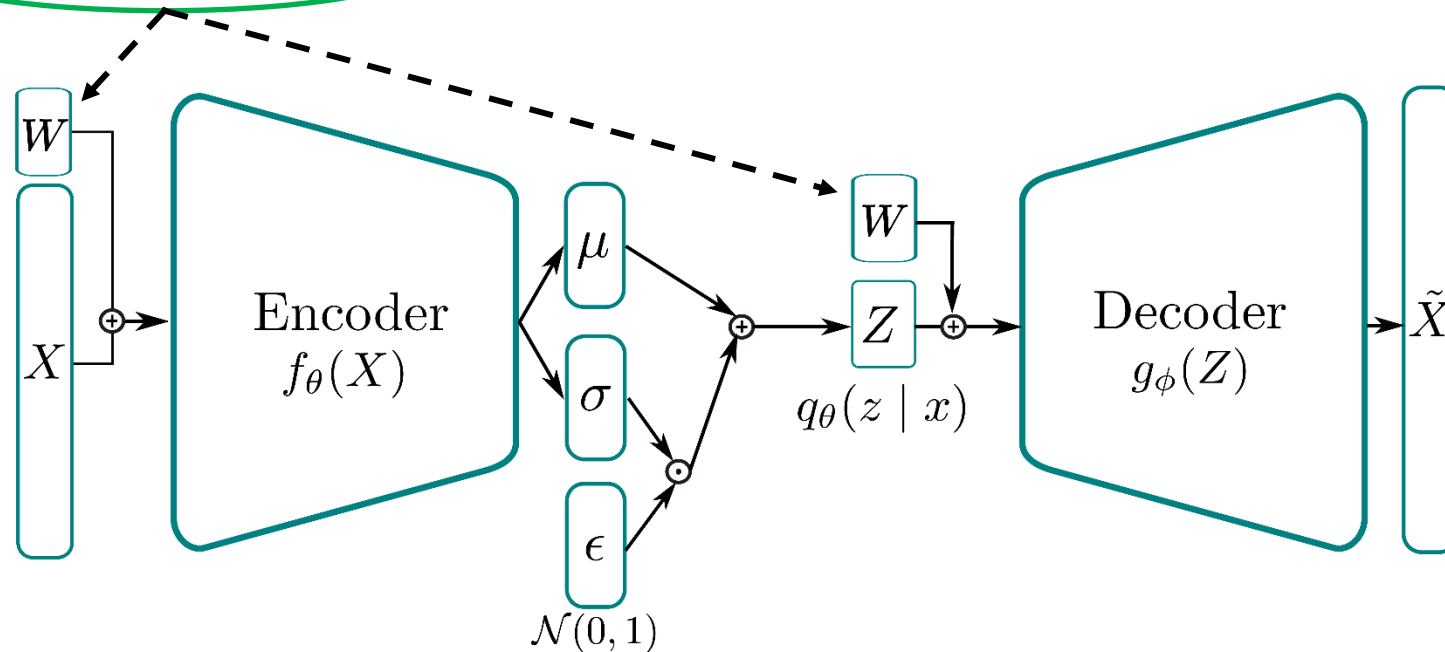 W
X
Encoder
f_θ(X)
μ
σ
ϵ
𝒩(0, 1)
W
Z
q_θ(z | x)
Decoder
g_ϕ(Z)
X̃